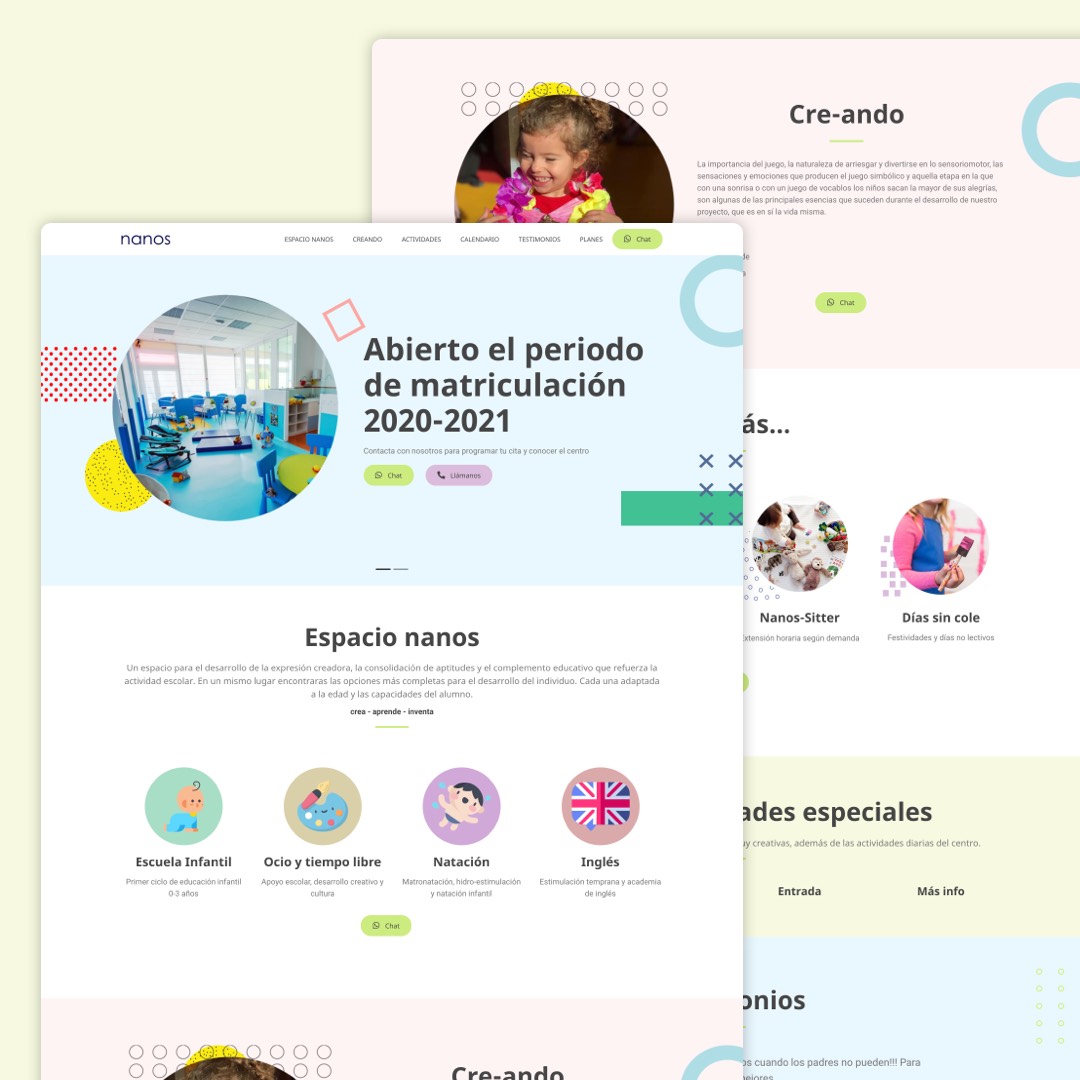 Cre-ando
La importancia del juego, la naturaleza de arriesgar y divertirse en lo sensoriomotor, las
sensaciones y emociones que producen el juego simbólico y aquella etapa en la que
con una sonrisa o con un juego de vocablos los niños sacan la mayor de sus alegrias,
son algunas de las principales esencias que suceden durante el desarrollo de nuestro
proyecto, que es en sí la vida misma.
Chat
nanos
ESPACIO NANOS
CREANDO
ACTIVIDADES
CALENDARIO
TESTIMONIOS
PLANES
Chat
Abierto el periodo
de matriculación
2020-2021
Contacta con nosotros para programar tu cita y conocer el centro
Chat
Llámanos
Espacio nanos
Un espacio para el desarrollo de la expresión creadora, la consolidación de aptitudes y el complemento educativo que refuerza la
actividad escolar. En un mismo lugar encontraras las opciones más completas para el desarrollo del individuo. Cada una adaptada
a la edad y las capacidades del alumno.
crea - aprende - inventa
Escuela Infantil
Primer ciclo de educación infantil
0-3 años
Ocio y tiempo libre
Apoyo escolar, desarrollo creativo y
cultura
Natación
Matronatación, hidro-estimulación
y natación infantil
Inglés
Estimulación temprana y academia
de inglés
Chat
Cre-ando
ás...
Nanos-Sitter
xtensión horaria según demanda
Días sin cole
Festividades y días no lectivos
ades especiales
uy creativas, además de las actividades diarias del centro.
Entrada
Más info
onios
os cuando los padres no pueden!!! Para
mejores